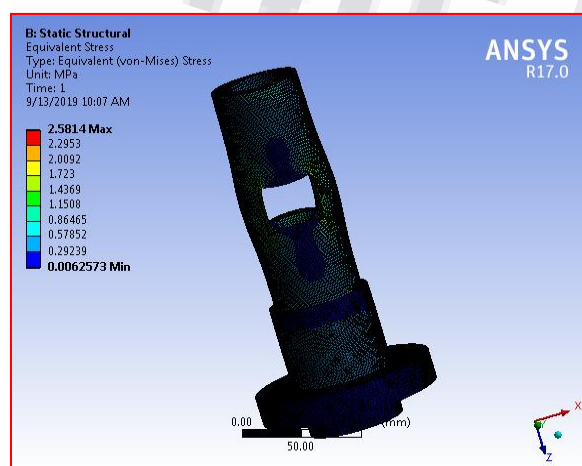 B: Static Structural
Equivalent Stress
Type: Equivalent (von-Mises) Stress
Unit: MPa
Time: 1
9/13/2019 10:07 AM
ANSYS
R17.0
2.5814 Max
2.2953
2.0092
1.723
1.4369
1.1508
0.86465
0.57852
0.29239
0.0062573 Min
0.00
(mm)
50.00
X
Z